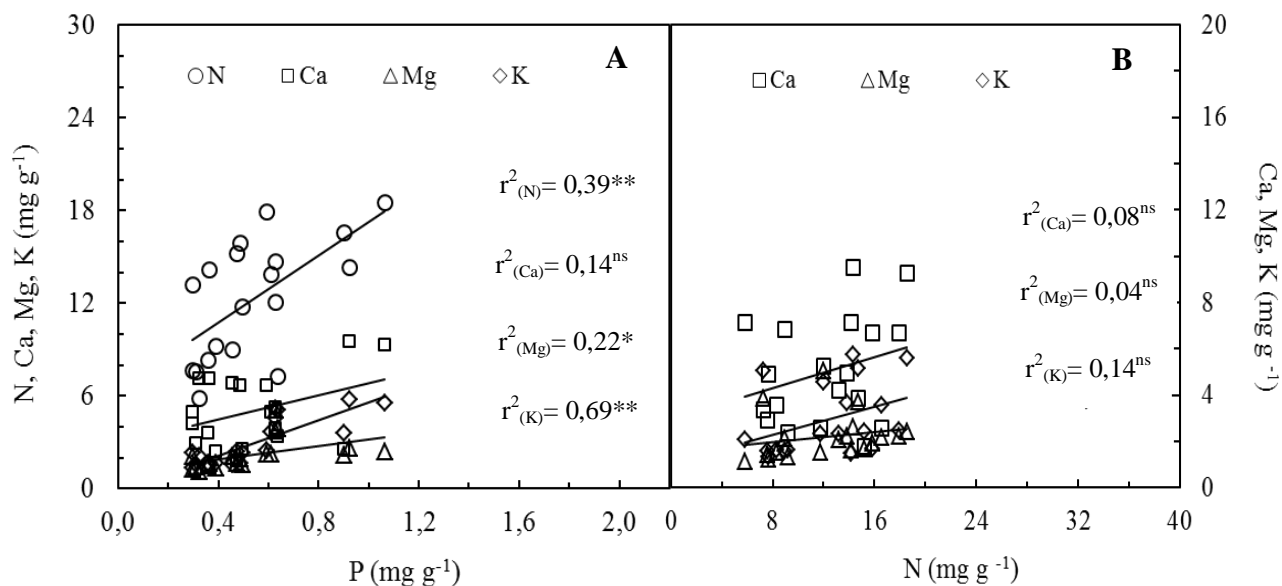 A
N Ca Mg K
r²(N)= 0,39**
r²(Ca)= 0,14ns
r²(Mg)= 0,22*
r²(K)= 0,69**
N, Ca, Mg, K (mg g-1)
30
24
18
12
6
0
0,0 0,4 0,8 1,2 1,6 2,0
P (mg g-1)
B
Ca Mg K
r²(Ca)= 0,08ns
r²(Mg)= 0,04ns
r²(K)= 0,14ns
20
16
12
8
4
0
Ca, Mg, K (mg g-1)
0 8 16 24 32 40
N (mg g -1)